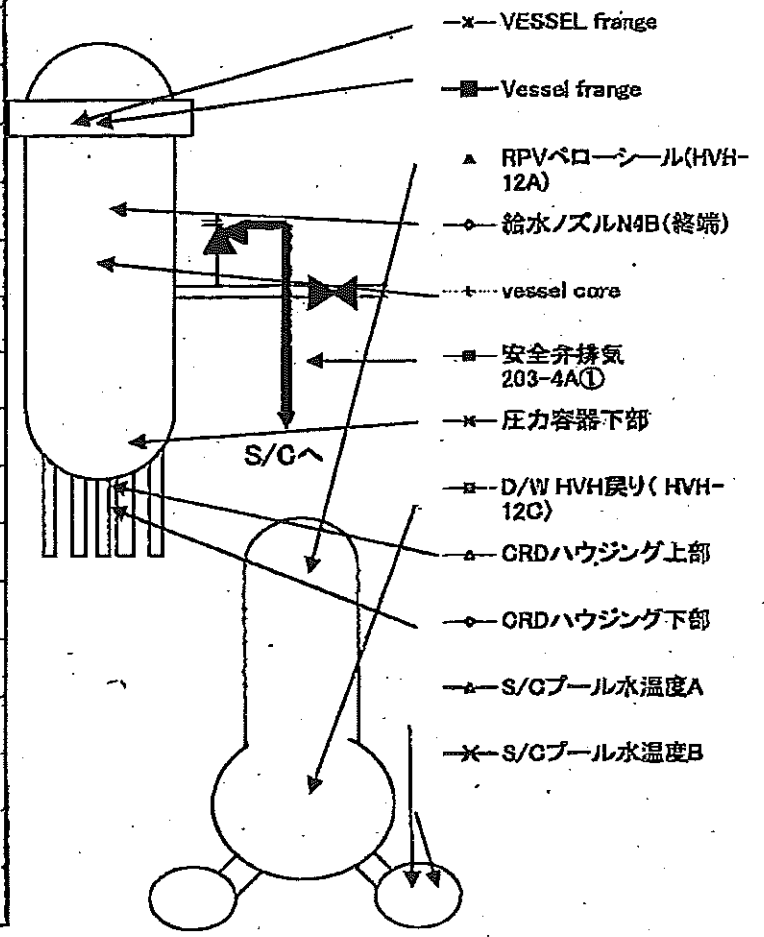 VESSEL frange
Vessel frange
RPVベローシール(HVH-
12A)
給水ノズルN4B(終端)
vessel core
安全弁排気
203-4A①
圧力容器下部
S/Cへ
D/W HVH戻り( HVH-
12C)
CRDハウジング上部
CRDハウジング下部
S/Cプール水温度A
S/Cプール水温度B